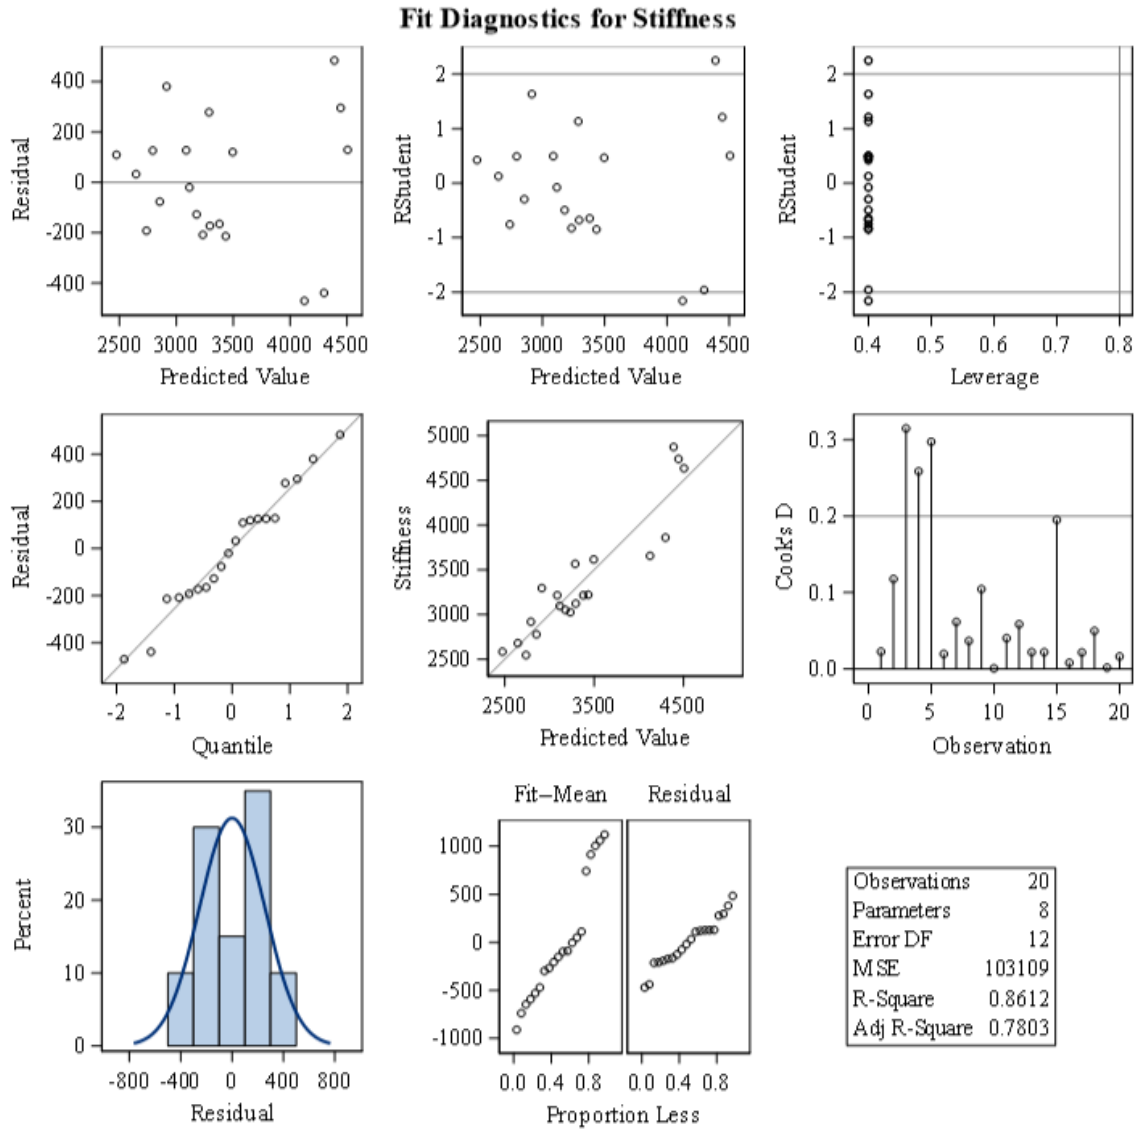 Fit Diagnostics for Stiffness
400
200
0
-200
-400
Residual
2500 3000 3500 4000 4500
Predicted Value
2
1
0
-1
-2
RStudent
2500 3000 3500 4000 4500
Predicted Value
2
1
0
-1
-2
RStudent
0.4 0.5 0.6 0.7 0.8
Leverage
400
200
0
-200
-400
Residual
-2 -1 0 1 2
Quantile
5000
4500
4000
3500
3000
2500
Stiffness
2500 3500 4500
Predicted Value
0.3
0.2
0.1
0.0
Cook's D
0 5 10 15 20
Observation
30
20
10
0
Percent
-800 -400 0 400 800
Residual
Fit–Mean Residual
1000
500
0
-500
-1000
0.0 0.4 0.8 0.0 0.4 0.8
Proportion Less
Observations 20
Parameters 8
Error DF 12
MSE 103109
R-Square 0.8612
Adj R-Square 0.7803